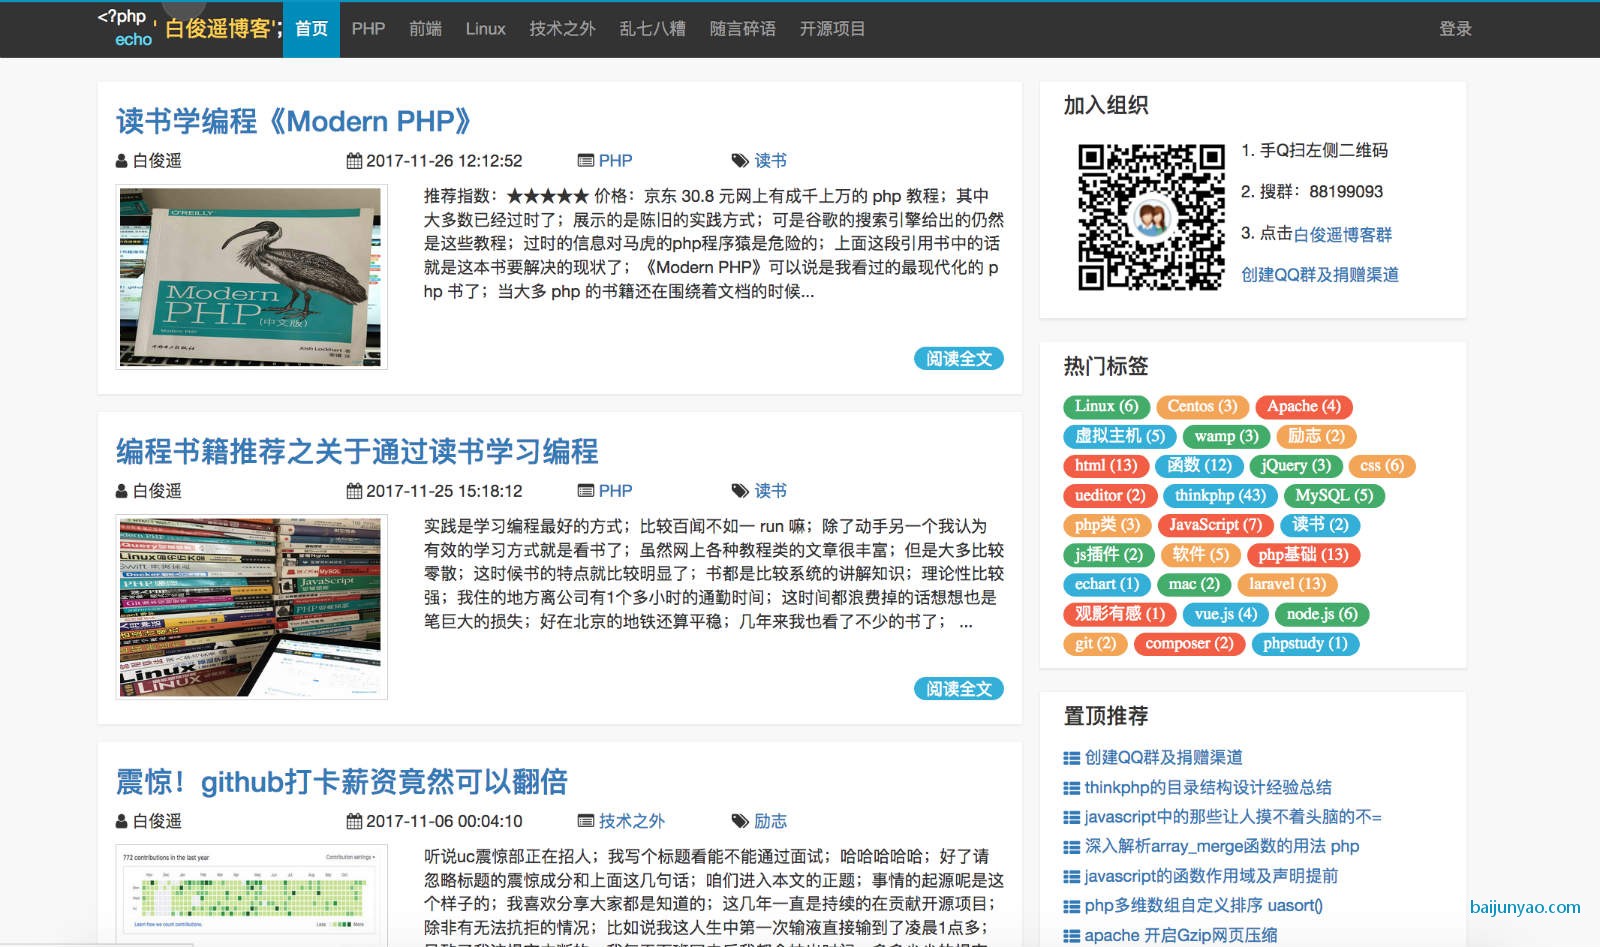 <?php
echo ' 白俊遥博客';
首页 PHP 前端 Linux 技术之外 乱七八糟 随言碎语 开源项目 登录
读书学编程《Modern PHP》
白俊遥 2017-11-26 12:12:52 PHP 读书
O'REILLY
Modern
PHP (中文版)
Modern PHP
Josh Lockhart 著
推荐指数：★★★★★ 价格：京东 30.8 元网上有成千上万的 php 教程；其中
大多数已经过时了；展示的是陈旧的实践方式；可是谷歌的搜索引擎给出的仍然
是这些教程；过时的信息对马虎的php程序猿是危险的；上面这段引用书中的话
就是这本书要解决的现状了；《Modern PHP》可以说是我看过的最现代化的 p
hp 书了；当大多 php 的书籍还在围绕着文档的时候...
阅读全文
编程书籍推荐之关于通过读书学习编程
白俊遥 2017-11-25 15:18:12 PHP 读书
JavaScript
Linux
LINUX
实践是学习编程最好的方式；比较百闻不如一 run 嘛；除了动手另一个我认为
有效的学习方式就是看书了；虽然网上各种教程类的文章很丰富；但是大多比较
零散；这时候书的特点就比较明显了；书都是比较系统的讲解知识；理论性比较
强；我住的地方离公司有1个多小时的通勤时间；这时间都浪费掉的话想想也是
笔巨大的损失；好在北京的地铁还算平稳；几年来我也看了不少的书了； ...
阅读全文
震惊！github打卡薪资竟然可以翻倍
白俊遥 2017-11-06 00:04:10 技术之外 励志
772 contributions in the last year
Contribution settings
Learn how we count contributions.
Less More
听说uc震惊部正在招人；我写个标题看能不能通过面试；哈哈哈哈哈；好了请
忽略标题的震惊成分和上面这几句话；咱们进入本文的正题；事情的起源呢是这
个样子的；我喜欢分享大家都是知道的；这几年一直是持续的在贡献开源项目；
除非有无法抗拒的情况；比如说我这人生中第一次输液直接输到了凌晨1点多；
加入组织
1. 手Q扫左侧二维码
2. 搜群：88199093
3. 点击白俊遥博客群
创建QQ群及捐赠渠道
热门标签
Linux (6) Centos (3) Apache (4)
虚拟主机 (5) wamp (3) 励志 (2)
html (13) 函数 (12) jQuery (3) css (6)
ueditor (2) thinkphp (43) MySQL (5)
php类 (3) JavaScript (7) 读书 (2)
js插件 (2) 软件 (5) php基础 (13)
echart (1) mac (2) laravel (13)
观影有感 (1) vue.js (4) node.js (6)
git (2) composer (2) phpstudy (1)
置顶推荐
创建QQ群及捐赠渠道
thinkphp的目录结构设计经验总结
javascript中的那些让人摸不着头脑的不=
深入解析array_merge函数的用法 php
javascript的函数作用域及声明提前
php多维数组自定义排序 uasort()
apache 开启Gzip网页压缩
baijunyao.com